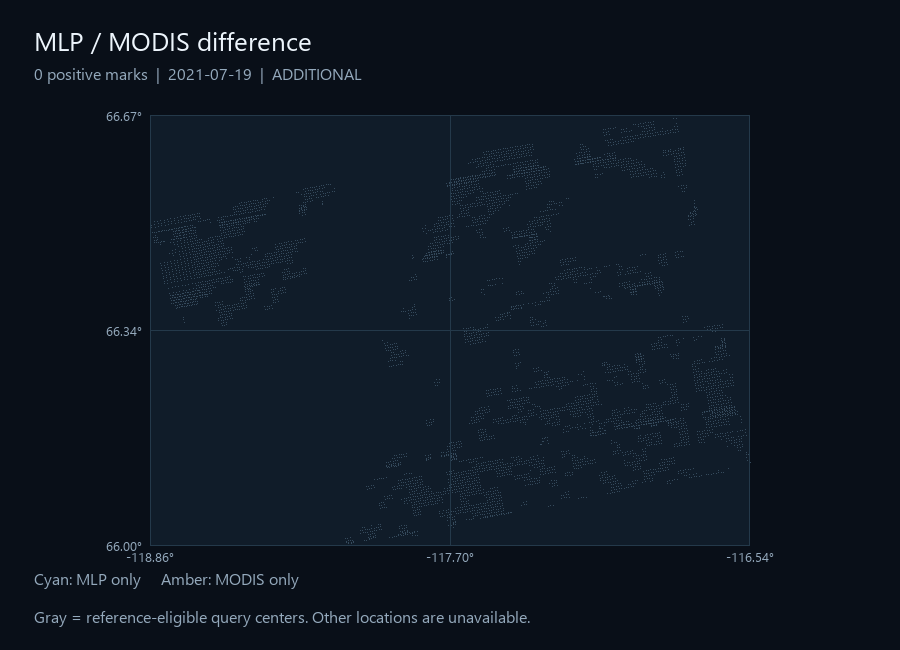 MLP / MODIS difference
0 positive marks | 2021-07-19 | ADDITIONAL
66.67°
66.34°
66.00°
-118.86° -117.70° -116.54°
Cyan: MLP only Amber: MODIS only
Gray = reference-eligible query centers. Other locations are unavailable.